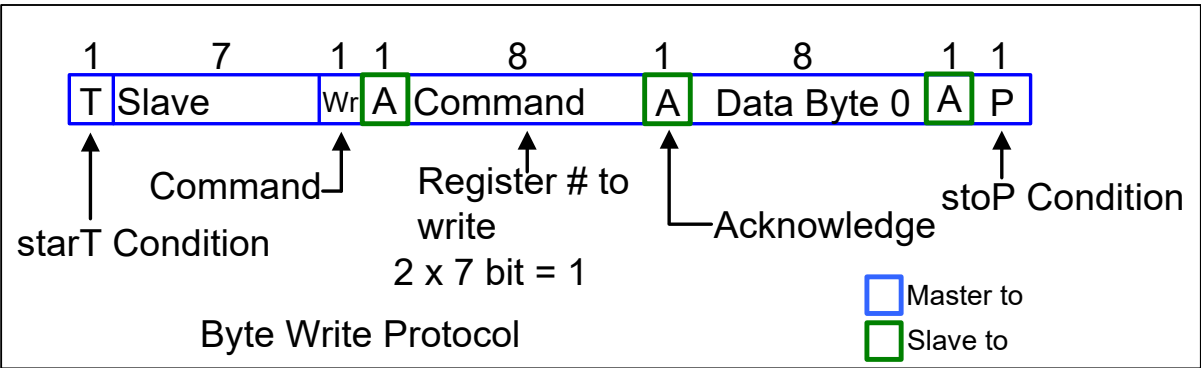 1 7 1 1 8 1 8 1 1
T Slave Wr A Command A Data Byte 0 A P
Command
Register # to
write
2 x 7 bit = 1
starT Condition
Acknowledge
stoP Condition
Byte Write Protocol
Master to
Slave to